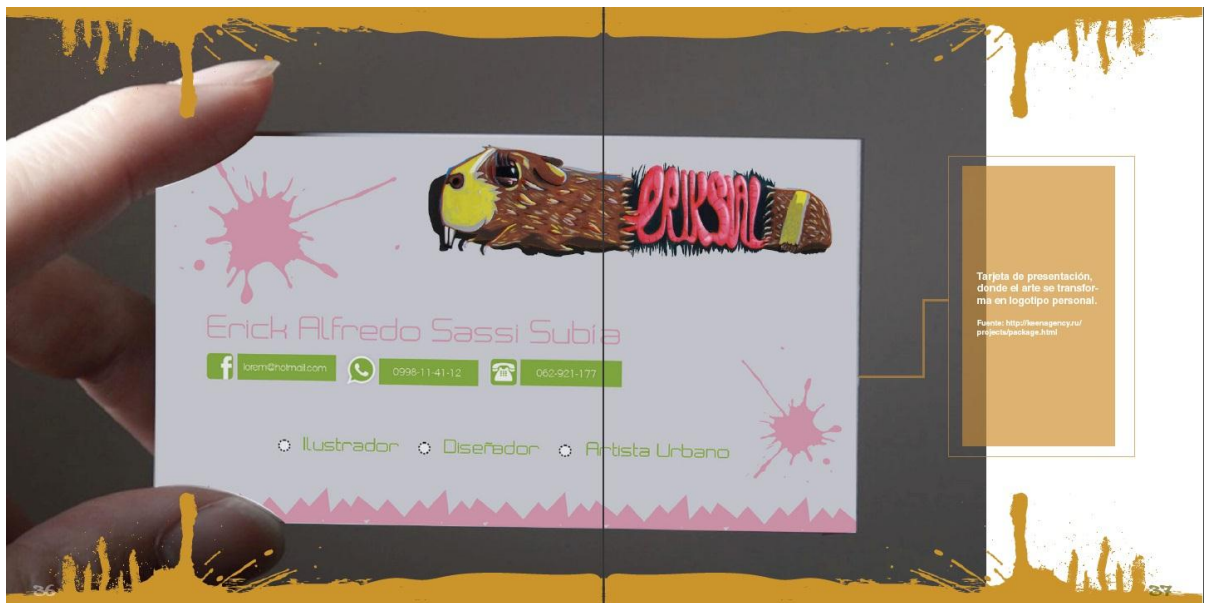 ERIKSIAL
Erick Alfredo Sassi Subía
lorem@hotmail.com
0998-11-41-12
062-921-177
Ilustrador
Diseñador
Artista Urbano
Tarjeta de presentación,
donde el arte se transfor-
ma en logotipo personal.
Fuente: http://keenagency.ru/
projects/package.html
36
37